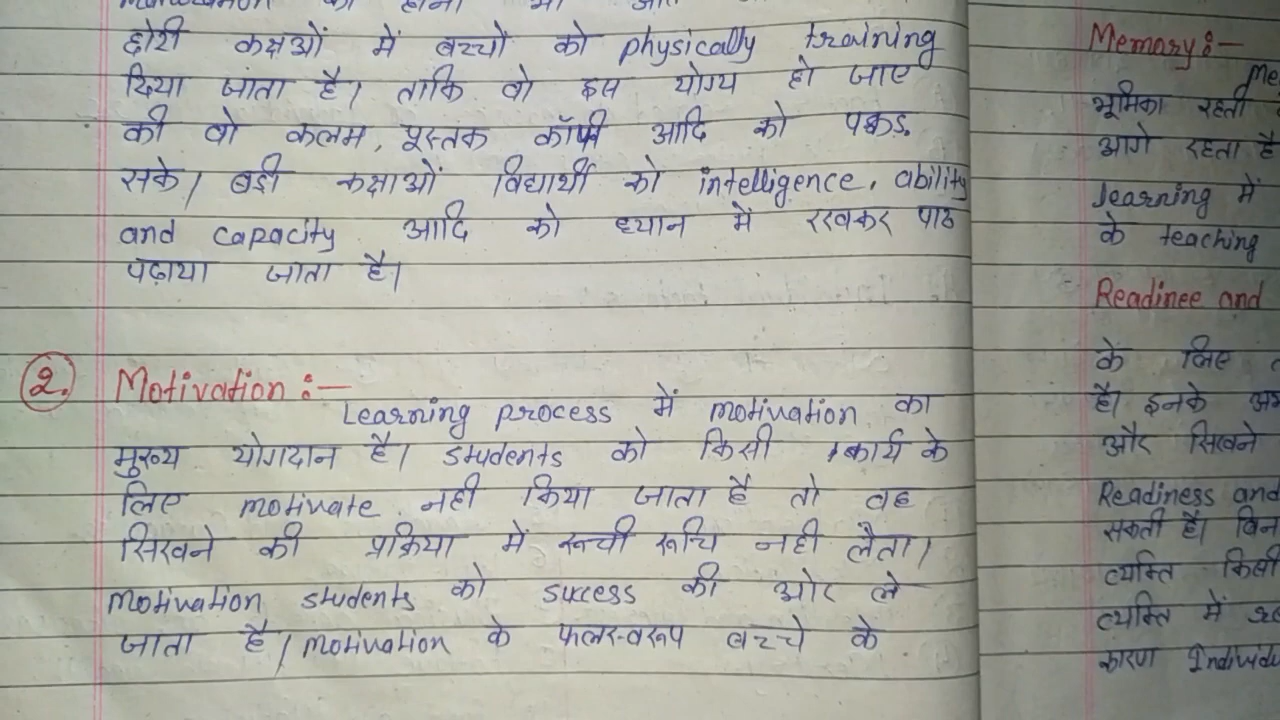 छोटी कक्षओं में बच्चो को physically training
दिया जाता है। ताकि वो इस योग्य हो जाए
की वो कलम, पूस्तक कॉपी आदि को पकड़
सके। बडी कक्षाओं विद्यार्थी को intelligence, ability
and capacity आदि को ध्यान में रखकर पाठ
पढ़ाया जाता है।
2. Motivation :-
Learning process में motivation का
मुख्य योगदान है। students को किसी कार्य के
लिए motivate नही किया जाता है तो वह
सिखने की प्रक्रिया में रूची रूचि नही लेता।
motivation students को success की ओर ले
जाता है। motivation के फलस्वरूप बच्चे के
Memory :-
भूमिका रहती
आगे रहता है
learning में
के teaching
Readinee and
के लिए
है। इनके
और सिखने
Readiness and
सकती है।
व्यक्ति किसी
व्यक्ति में
कारण